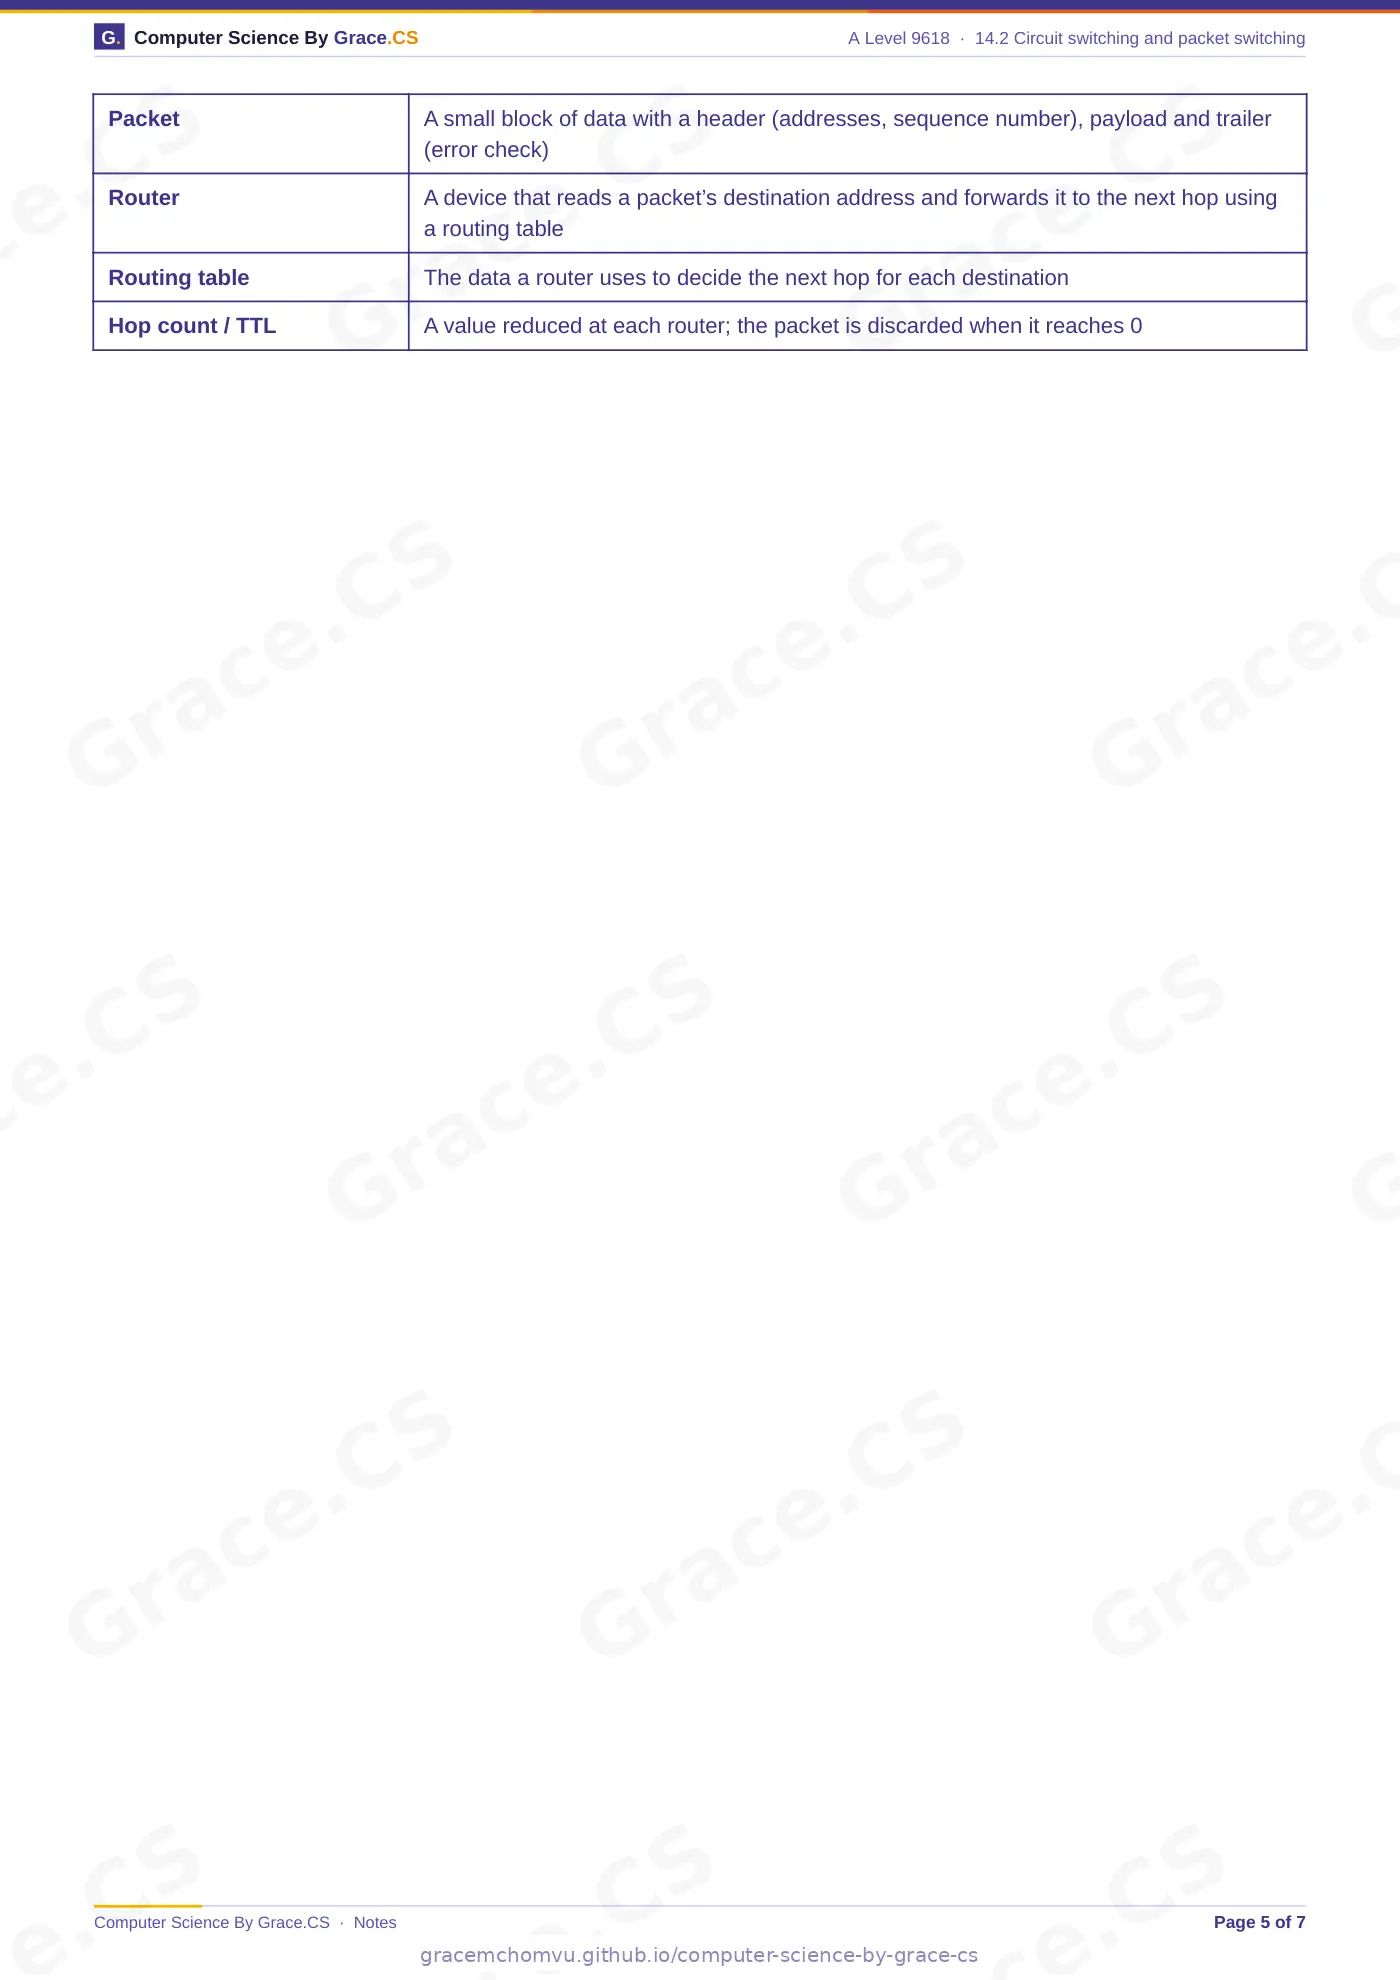 G. Computer Science By Grace.CS
A Level 9618 · 14.2 Circuit switching and packet switching
Packet
A small block of data with a header (addresses, sequence number), payload and trailer
(error check)
Router
A device that reads a packet’s destination address and forwards it to the next hop using
a routing table
Routing table
The data a router uses to decide the next hop for each destination
Hop count / TTL
A value reduced at each router; the packet is discarded when it reaches 0
Grace.CS
Computer Science By Grace.CS · Notes
Page 5 of 7
gracemchomvu.github.io/computer-science-by-grace-cs